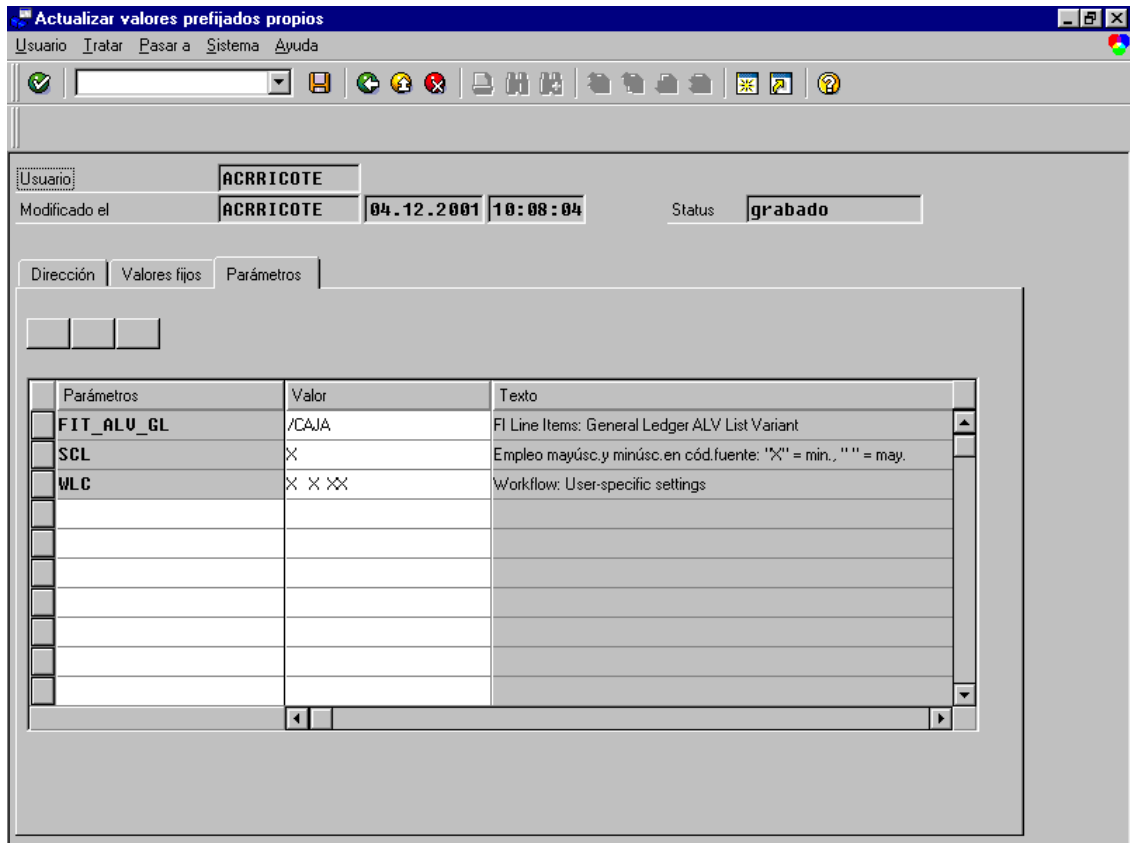 Actualizar valores prefijados propios
Usuario Tratar Pasar a Sistema Ayuda
Usuario ACRRICOTE
Modificado el ACRRICOTE 04.12.2001 10:08:04 Status grabado
Dirección Valores fijos Parámetros
Parámetros Valor Texto
FIT_ALV_GL /CAJA FI Line Items: General Ledger ALV List Variant
SCL X Empleo mayúsc.y minúsc.en cód.fuente: "X" = min., " " = may.
WLC X X XX Workflow: User-specific settings